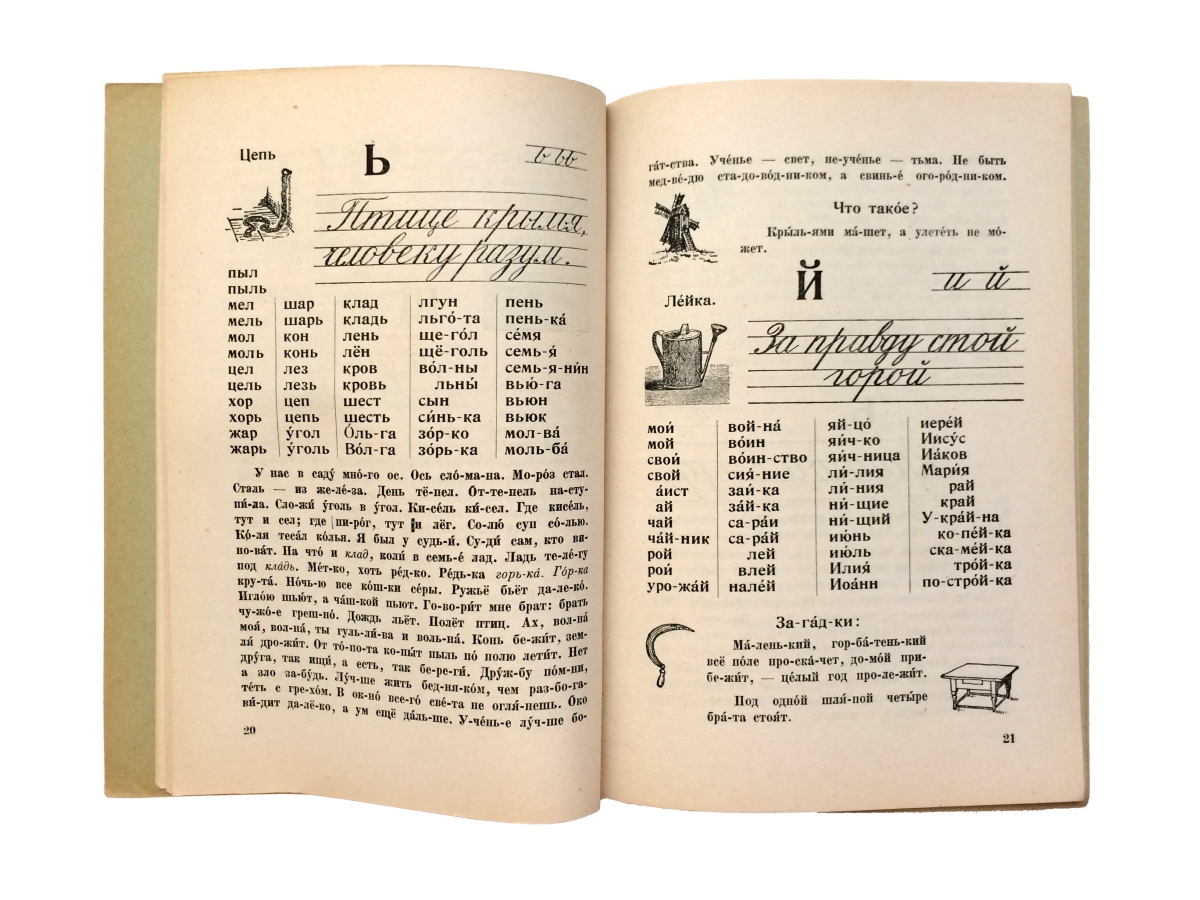 Цепь
Ь
ь ьь
Птице крылья,
человеку разум.
пыл
пыль
мел шар клад лгун пень
мель шарь кладь льго́-та пень-ка́
мол кон лень ще-го́л се́мя
моль конь лён щё-голь семь-я́
цел лез кров во́л-ны семь-я-ни́н
цель лезь кровь льны́ вью́-га
хор цеп шест сын вьюн
хорь цепь шесть си́нь-ка вьюк
жар у́гол О́ль-га зо́р-ко мол-ва́
жарь у́голь Во́л-га зо́рь-ка моль-ба́
У нас в саду́ мно́-го ос. Ось сло́-ма-на. Мо-ро́з стал.
Сталь — из же-ле́-за. День тё-пел. От-те-пель на-сту-
пи́-ла. Сло-жи́ у́голь в у́гол. Ки-се́ль ки́-сел. Где кисе́ль,
тут и сел; где пи-ро́г, тут и лёг. Со-лю́ суп со́-лью.
Ко́-ля теса́л ко́лья. Я был у судь-и́. Су-ди́ сам, кто ви-
по-ва́т. На что́ и клад, коли́ в семь-е́ лад. Ладь те-ле́-гу
под кла́дь. Ме́т-ко, хоть ре́д-ко. Ре́дь-ка горь-ка́. Го́р-ка
кру-та́. Но́чь-ю все ко́ш-ки се́ры. Ружьё бьёт да-ле-ко́.
Игло́ю шьют, а ча́ш-кой пьют. Го-во-ри́т мне брат: брать
чу-жо́-е греш-но́. Дождь льёт. Полёт птиц. Ах, вол-на́
моя́, вол-на́, ты гуль-ли́-ва и воль-на́. Конь бе-жи́т, зем-
ля́ дро-жи́т. От то́-по-та ко-пы́т пыль по́ полю лети́т. Нет
дру́га, так ищи́, а есть, так бе-ре-ги́. Друж-бу по́м-ни,
а зло за-бу́дь. Лу́ч-ше жить бед-ня-ко́м, чем раз-бо-га-
те́ть с гре-хо́м. В ок-но́ все-го́ све́-та не огля́-нешь. О́ко
ви́-дит да-лё-ко, а ум ещё да́ль-ше. У-че́нь-е лу́ч-ше бо-
20
га́т-ства. Уче́нье — свет, не-уче́нье — тьма. Не быть
мед-ве́-дю ста-до-во́д-ни-ком, а свинь-е́ ого-ро́д-ни-ком.
Что тако́е?
Кры́ль-ями ма́-шет, а улете́ть не мо́-
жет.
Й
и й
Ле́йка.
За правду стой
горой
мои́ вой-на́ яй-цо́ иере́й
мой во́ин яи́ч-ко Иису́с
свои́ во́ин-ство яи́ч-ница Иа́ков
свой сия́-ние ли́-лия Мари́я
а́ист заи́-ка ли́-ния рай
ай за́й-ка ни́-щие край
чай са-ра́и ни́-щий У-кра́й-на
ча́й-ник са-ра́й ию́нь ко-пе́й-ка
рой лей ию́ль ска-ме́й-ка
рои́ влей Илия́ тро́й-ка
уро-жа́й нале́й Иоа́нн по-стро́й-ка
За-га́д-ки:
Ма́-лень-кий, гор-ба́-тень-кий
всё по́ле про-ска́-чет, до-мо́й при-
бе-жи́т, — це́лый год про-ле-жи́т.
Под одно́й шля́-пой четы́ре
бра́-та стоя́т.
21